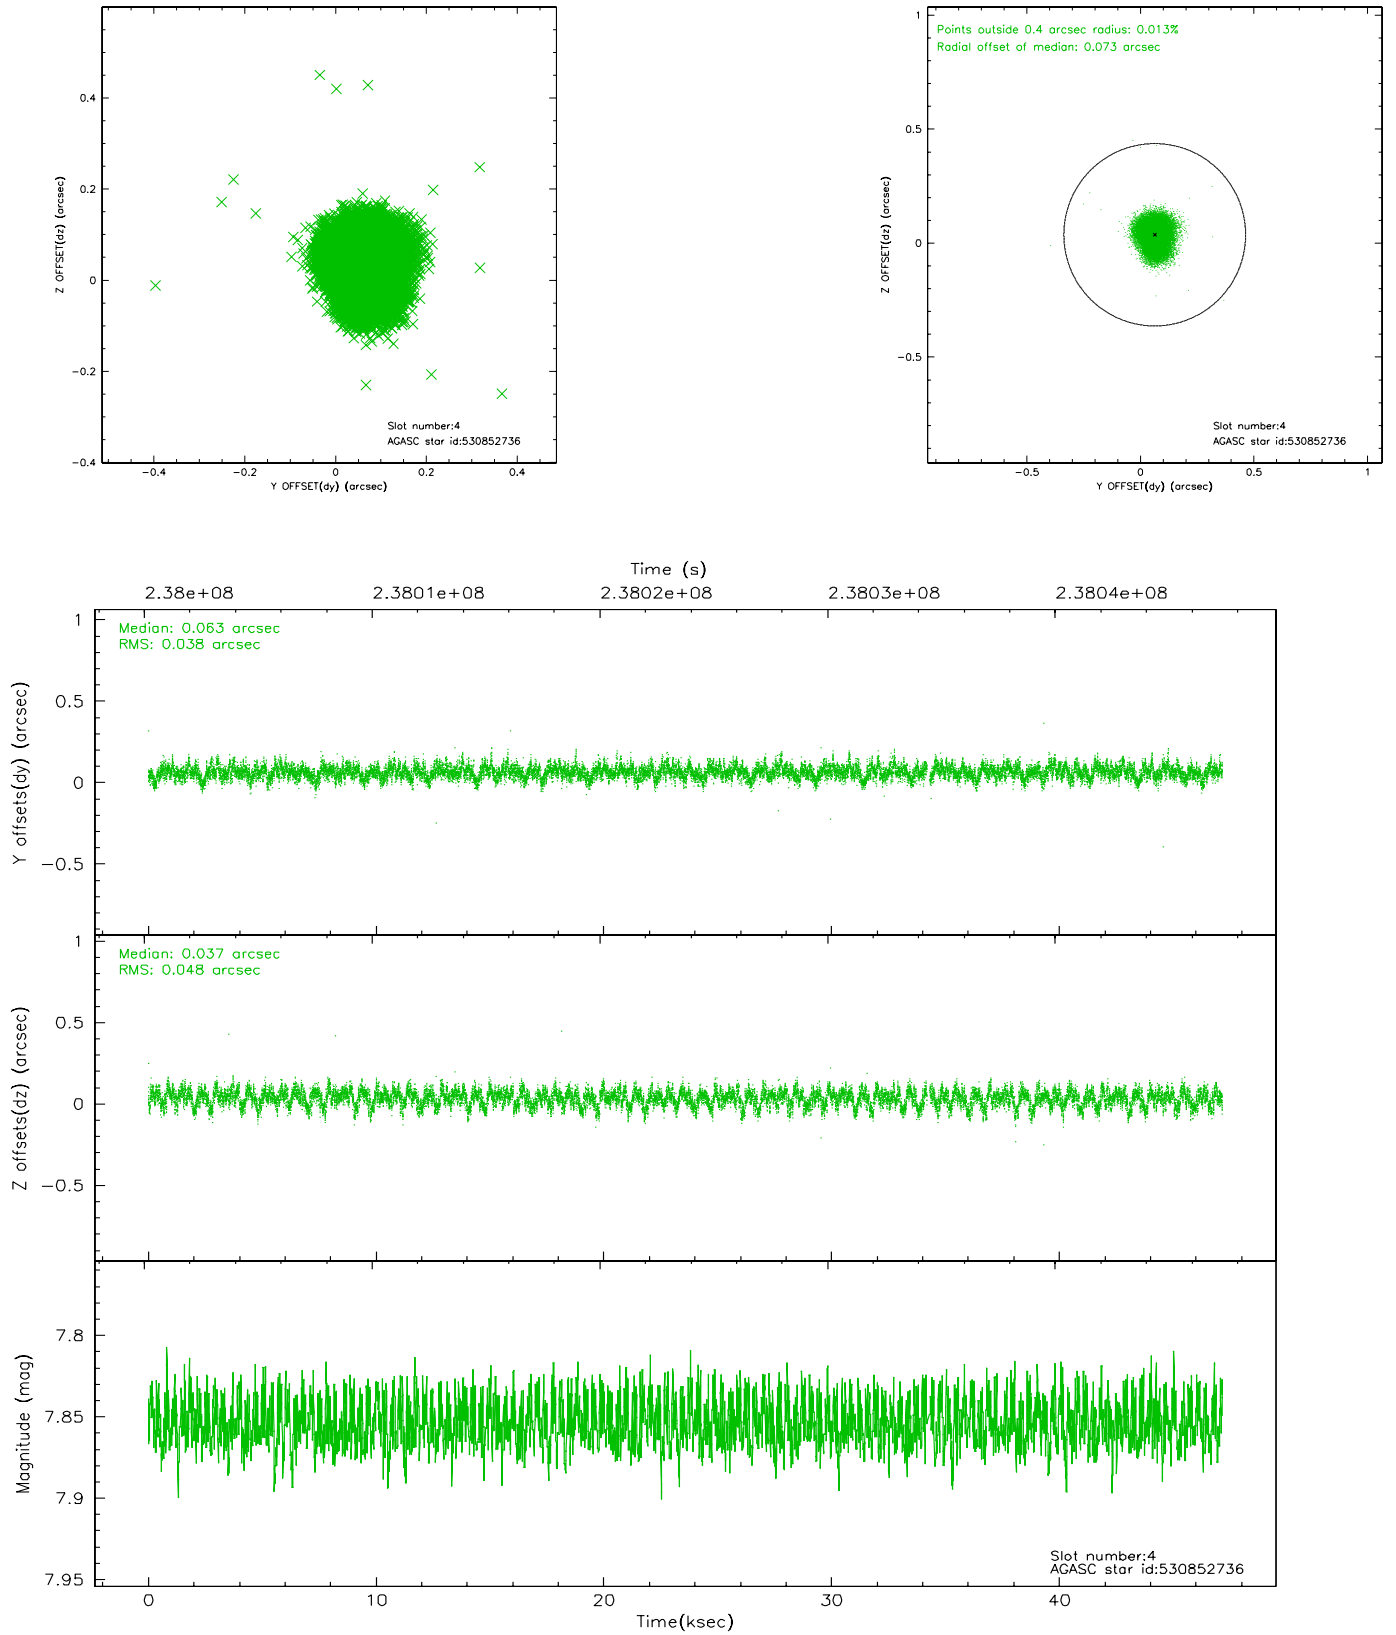 0.4
0.2
0
-0.2
-0.4
Z OFFSET(dz) (arcsec)
Slot number:4
AGASC star id:530852736
-0.4 -0.2 0 0.2 0.4
Y OFFSET(dy) (arcsec)
Points outside 0.4 arcsec radius: 0.013%
Radial offset of median: 0.073 arcsec
1
0.5
0
-0.5
Z OFFSET(dz) (arcsec)
Slot number:4
AGASC star id:530852736
-0.5 0 0.5 1
Y OFFSET(dy) (arcsec)
Time (s)
2.38e+08 2.3801e+08 2.3802e+08 2.3803e+08 2.3804e+08
Median: 0.063 arcsec
RMS: 0.038 arcsec
1
0.5
0
-0.5
Y offsets(dy) (arcsec)
Median: 0.037 arcsec
RMS: 0.048 arcsec
1
0.5
0
-0.5
Z offsets(dz) (arcsec)
7.8
7.85
7.9
7.95
Magnitude (mag)
Slot number:4
AGASC star id:530852736
0 10 20 30 40
Time(ksec)